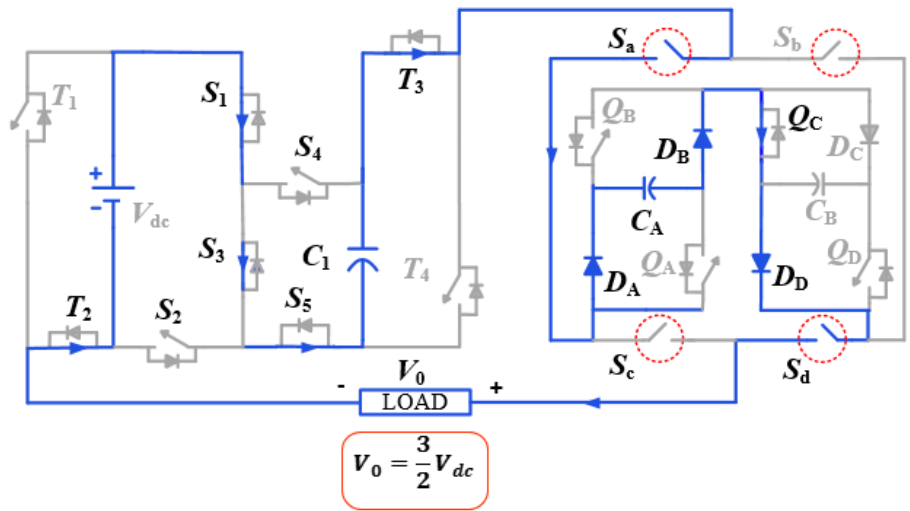 Sa
Sb
T1
S1
T3
QB
DB
QC
DC
S4
+
-
Vdc
CA
CB
S3
C1
T4
QA
QD
DA
DD
T2
S2
S5
Sc
Sd
V0
-
+
LOAD
V0 = 3/2 Vdc